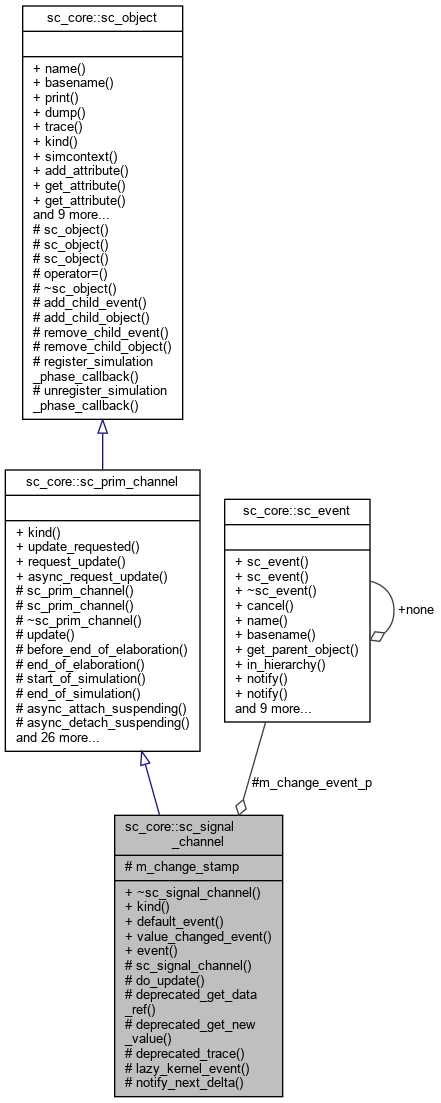 sc_core::sc_object
+ name()
+ basename()
+ print()
+ dump()
+ trace()
+ kind()
+ simcontext()
+ add_attribute()
+ get_attribute()
+ get_attribute()
and 9 more...
# sc_object()
# sc_object()
# sc_object()
# operator=()
# ~sc_object()
# add_child_event()
# add_child_object()
# remove_child_event()
# remove_child_object()
# register_simulation
_phase_callback()
# unregister_simulation
_phase_callback()
sc_core::sc_prim_channel
+ kind()
+ update_requested()
+ request_update()
+ async_request_update()
# sc_prim_channel()
# sc_prim_channel()
# ~sc_prim_channel()
# update()
# before_end_of_elaboration()
# end_of_elaboration()
# start_of_simulation()
# end_of_simulation()
# async_attach_suspending()
# async_detach_suspending()
and 26 more...
sc_core::sc_event
+ sc_event()
+ sc_event()
+ ~sc_event()
+ cancel()
+ name()
+ basename()
+ get_parent_object()
+ in_hierarchy()
+ notify()
+ notify()
and 9 more...
+none
#m_change_event_p
sc_core::sc_signal
_channel
# m_change_stamp
+ ~sc_signal_channel()
+ kind()
+ default_event()
+ value_changed_event()
+ event()
# sc_signal_channel()
# do_update()
# deprecated_get_data
_ref()
# deprecated_get_new
_value()
# deprecated_trace()
# lazy_kernel_event()
# notify_next_delta()